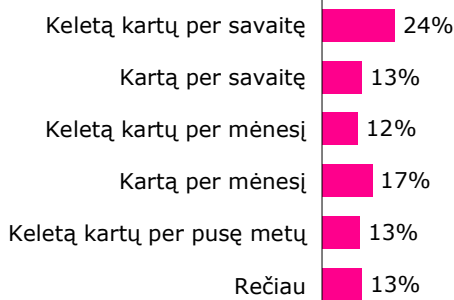 Keletą kartų per savaitę 24%
Kartą per savaitę 13%
Keletą kartų per mėnesį 12%
Kartą per mėnesį 17%
Keletą kartų per pusę metų 13%
Rečiau 13%